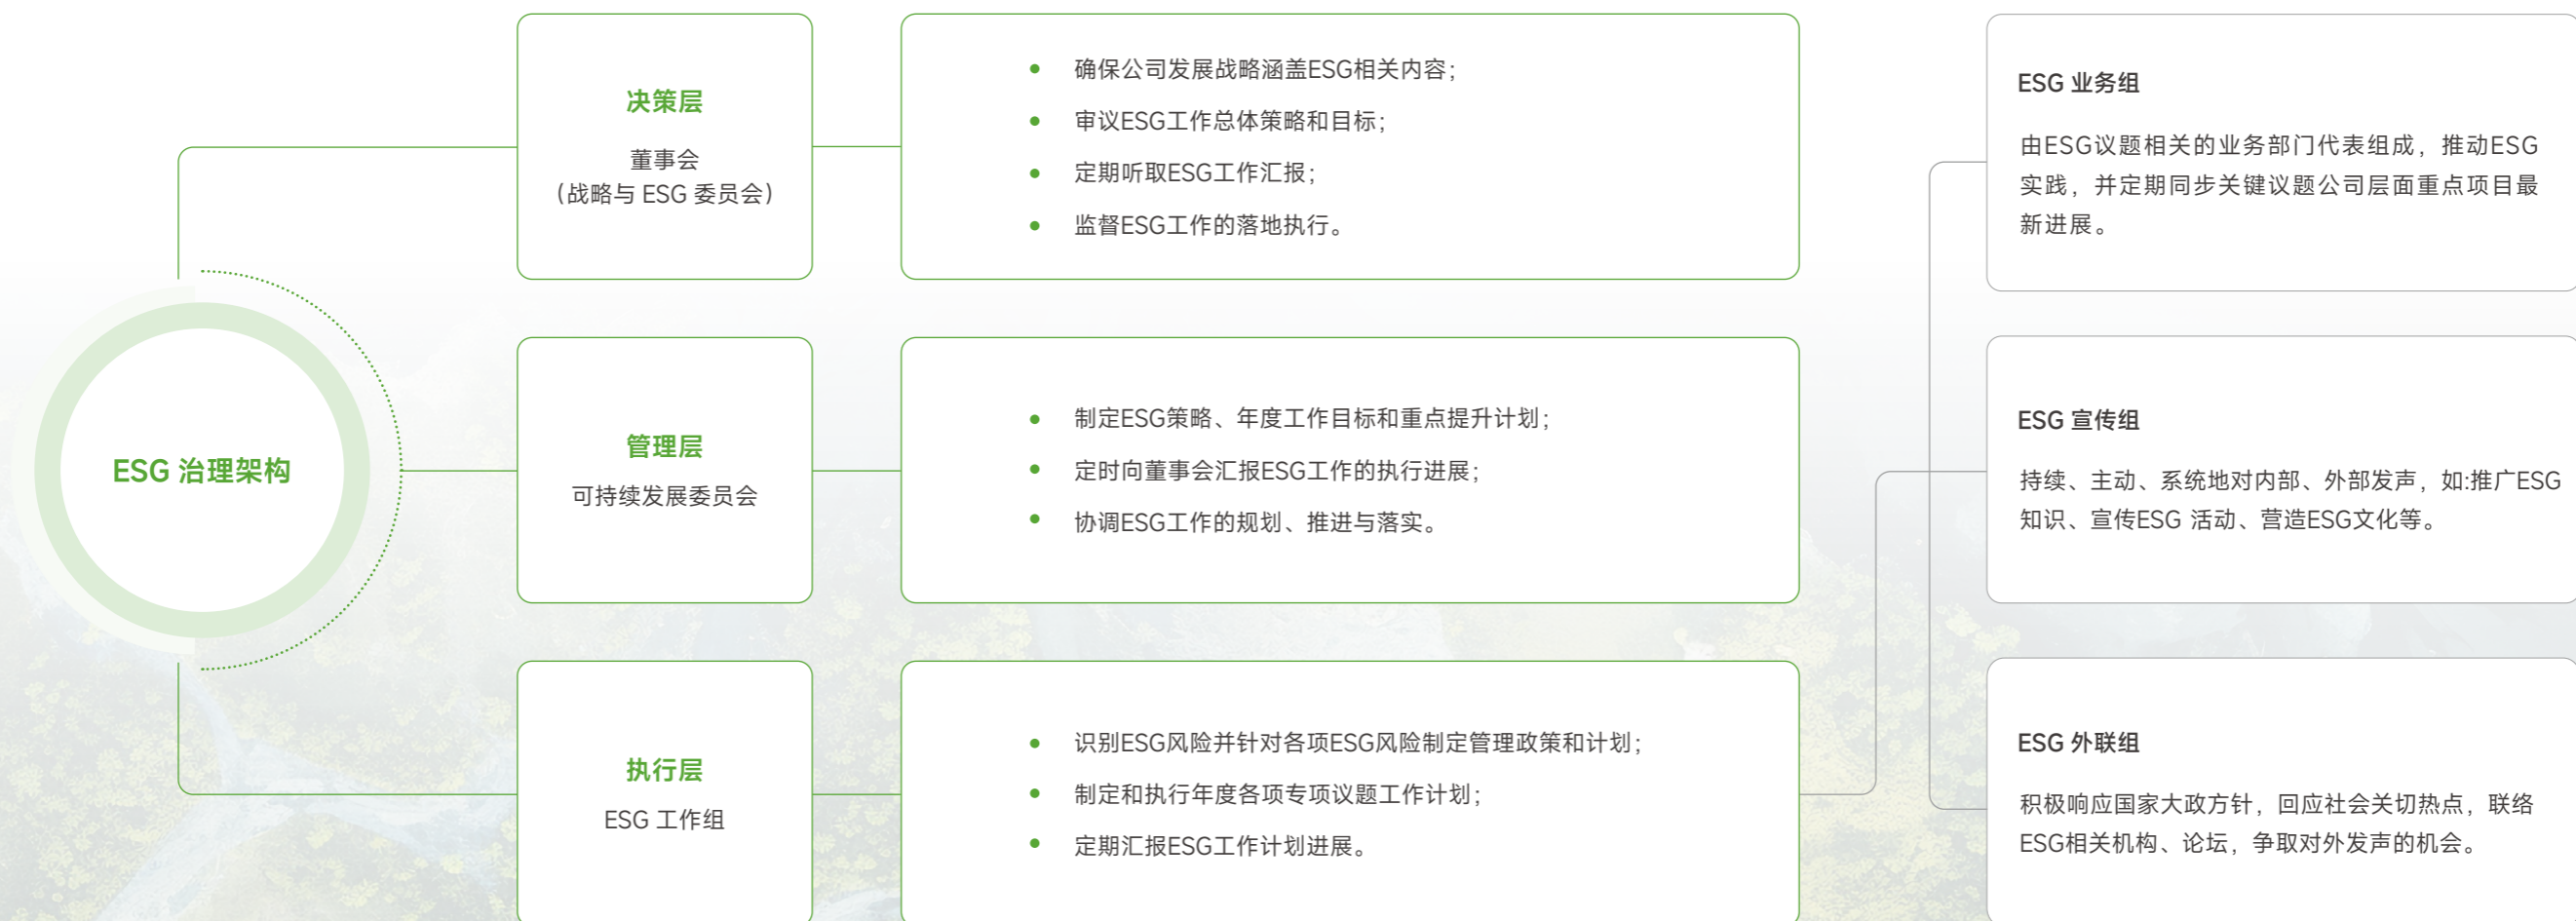 ESG 治理架构
决策层
董事会
（战略与 ESG 委员会）
确保公司发展战略涵盖ESG相关内容；
审议ESG工作总体策略和目标；
定期听取ESG工作汇报；
监督ESG工作的落地执行。
管理层
可持续发展委员会
制定ESG策略、年度工作目标和重点提升计划；
定时向董事会汇报ESG工作的执行进展；
协调ESG工作的规划、推进与落实。
执行层
ESG 工作组
识别ESG风险并针对各项ESG风险制定管理政策和计划；
制定和执行年度各项专项议题工作计划；
定期汇报ESG工作计划进展。
ESG 业务组
由ESG议题相关的业务部门代表组成，推动ESG
实践，并定期同步关键议题公司层面重点项目最
新进展。
ESG 宣传组
持续、主动、系统地对内部、外部发声，如:推广ESG
知识、宣传ESG 活动、营造ESG文化等。
ESG 外联组
积极响应国家大政方针，回应社会关切热点，联络
ESG相关机构、论坛，争取对外发声的机会。